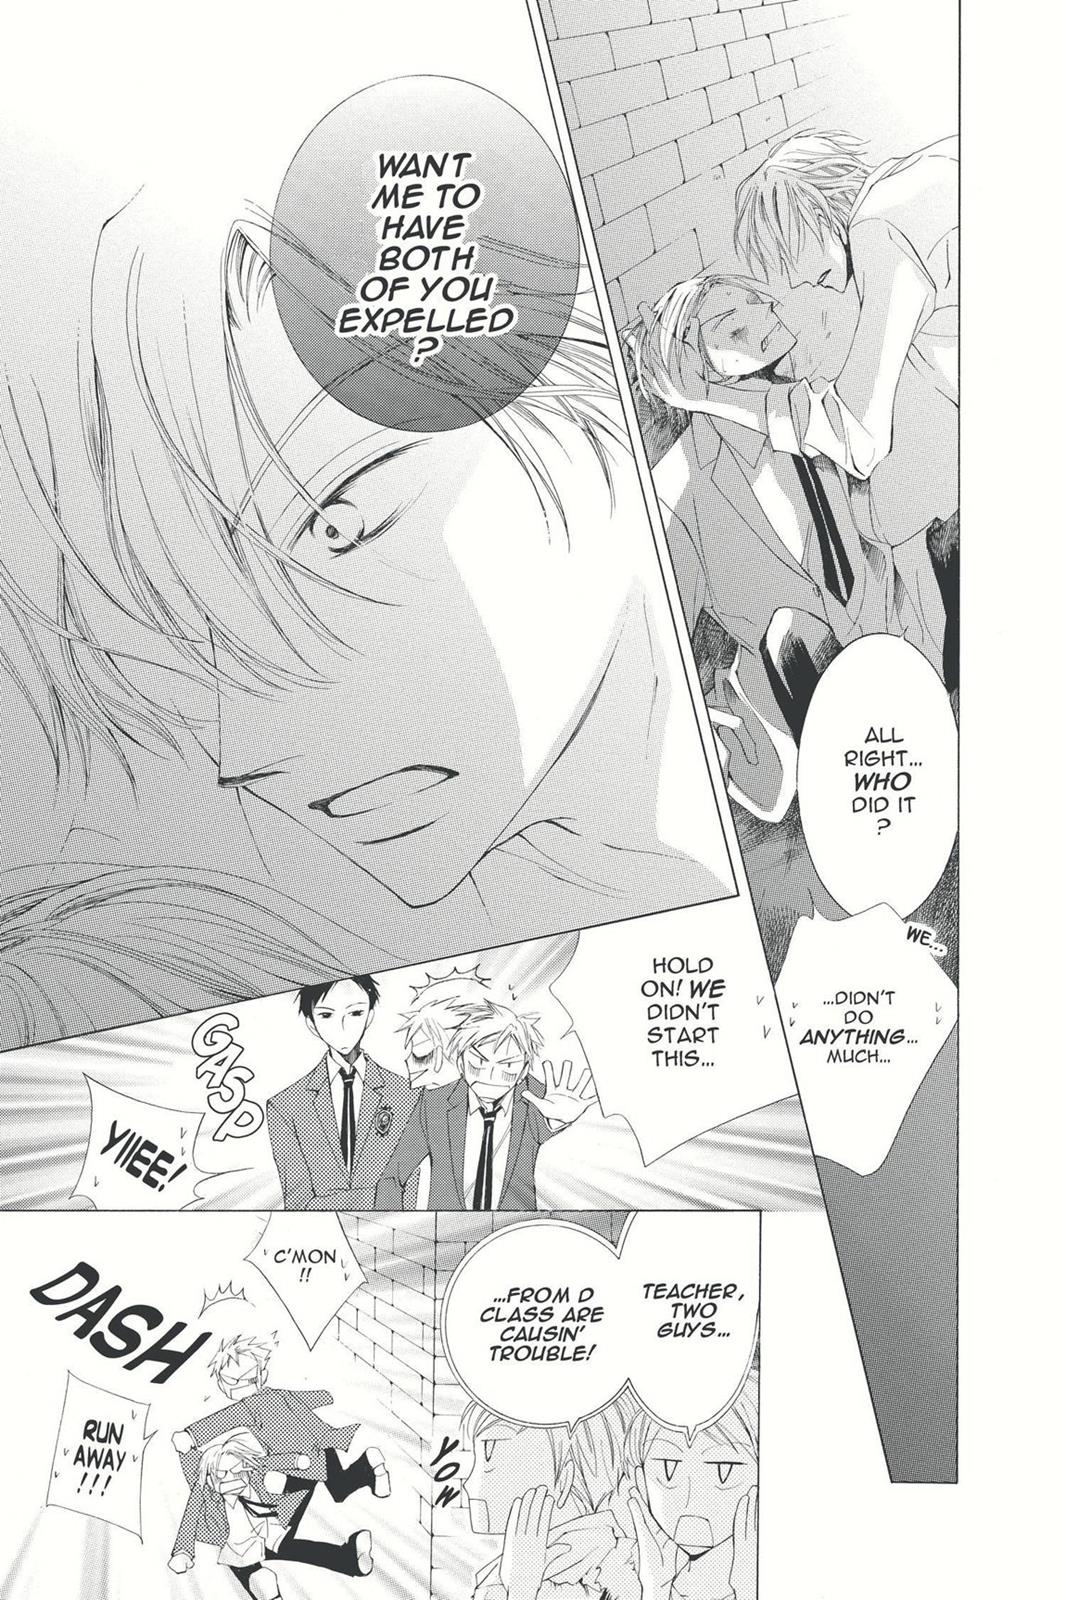 ALL
RIGHT...
WHO
DID IT
?
WE...
...DIDN'T
DO
ANYTHING...
MUCH...
WANT
ME TO
HAVE
BOTH
OF YOU
EXPELLED
?
HOLD
ON! WE
DIDN'T
START
THIS...
GASP
YIIEE!
TEACHER,
TWO
GUYS...
...FROM D
CLASS ARE
CAUSIN'
TROUBLE!
YOW
C'MON
!!
DASH
RUN
AWAY
!!!